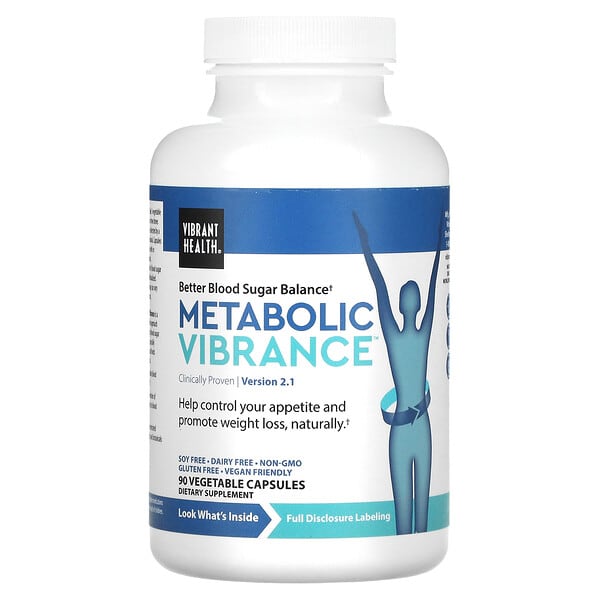 VIBRANT
HEALTH®
Better Blood Sugar Balance†
METABOLIC
VIBRANCE™
Clinically Proven | Version 2.1
Help control your appetite and
promote weight loss, naturally.†
SOY FREE • DAIRY FREE • NON-GMO
GLUTEN FREE • VEGAN FRIENDLY
90 VEGETABLE CAPSULES
DIETARY SUPPLEMENT
Look What's Inside
Full Disclosure Labeling